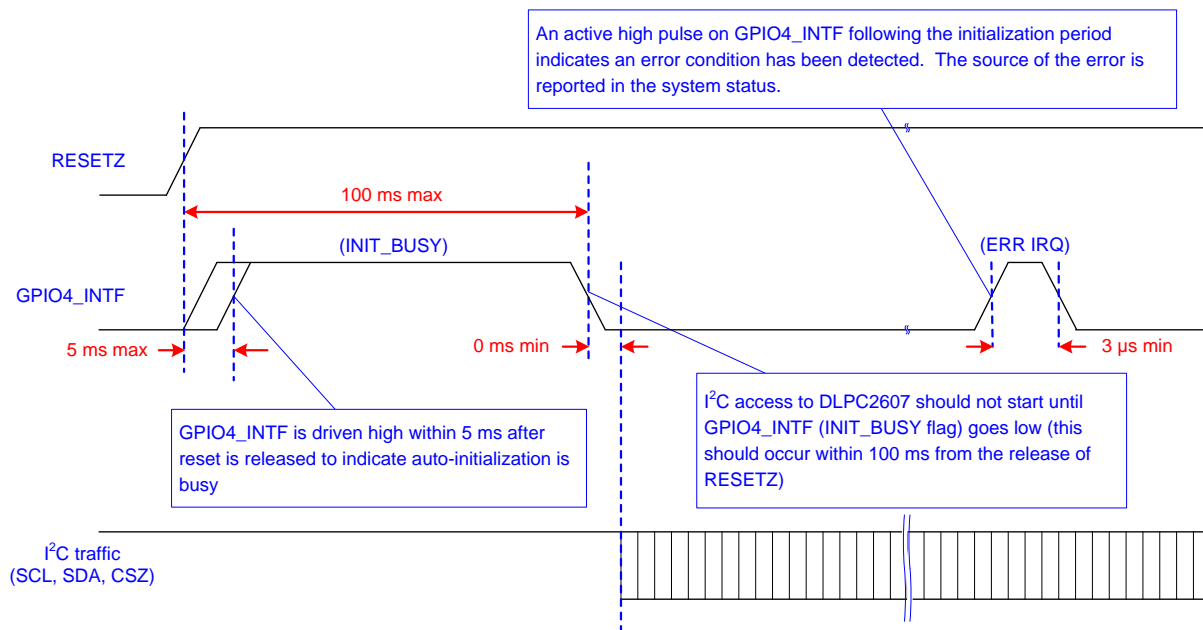 An active high pulse on GPIO4_INTF following the initialization period
indicates an error condition has been detected.  The source of the error is
reported in the system status.
RESETZ
100 ms max
(INIT_BUSY)
(ERR IRQ)
GPIO4_INTF
5 ms max
0 ms min
3 µs min
GPIO4_INTF is driven high within 5 ms after
reset is released to indicate auto-initialization is
busy
I²C access to DLPC2607 should not start until
GPIO4_INTF (INIT_BUSY flag) goes low (this
should occur within 100 ms from the release of
RESETZ)
I²C traffic
(SCL, SDA, CSZ)